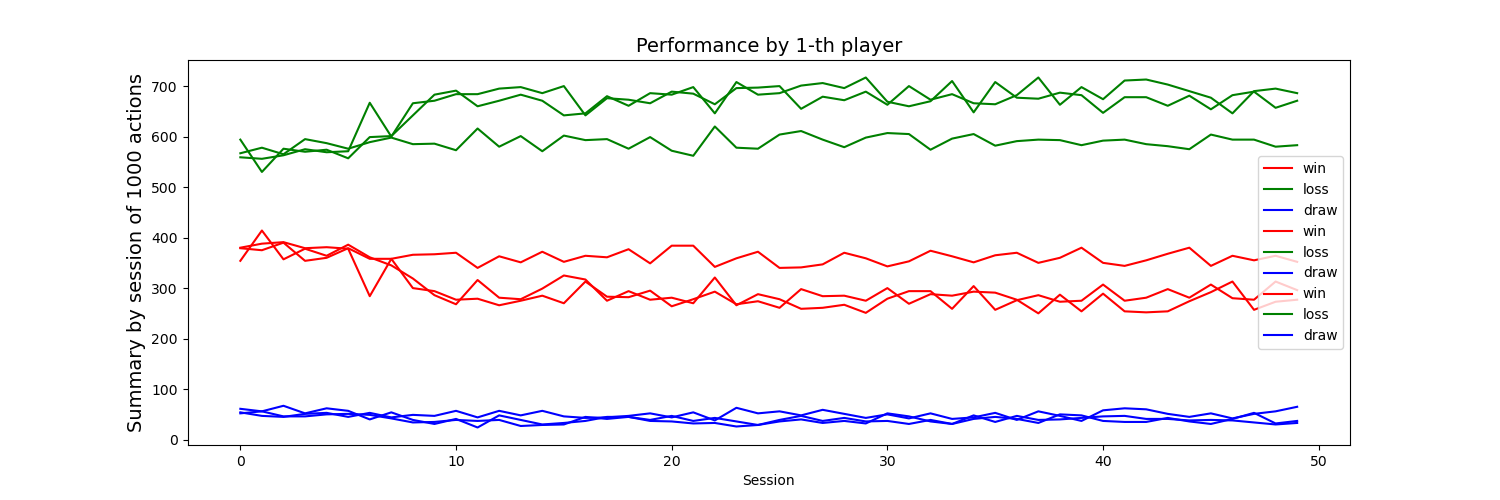 Performance by 1-th player
Summary by session of 1000 actions
700
600
500
400
300
200
100
0
win
loss
draw
win
loss
draw
win
loss
draw
0 10 20 30 40 50
Session